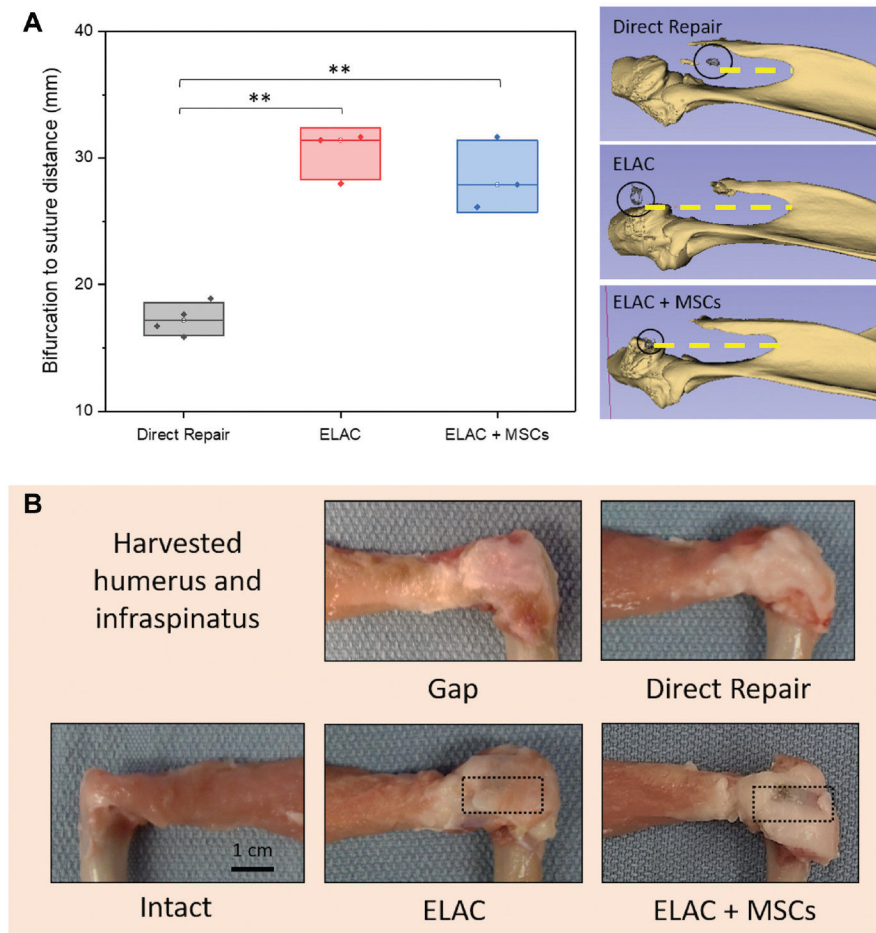 A
Bifurcation to suture distance (mm)
40
30
20
10
**
**
Direct Repair
ELAC
ELAC + MSCs
Direct Repair
ELAC
ELAC + MSCs
B
Harvested
humerus and
infraspinatus
Gap
Direct Repair
1 cm
Intact
ELAC
ELAC + MSCs